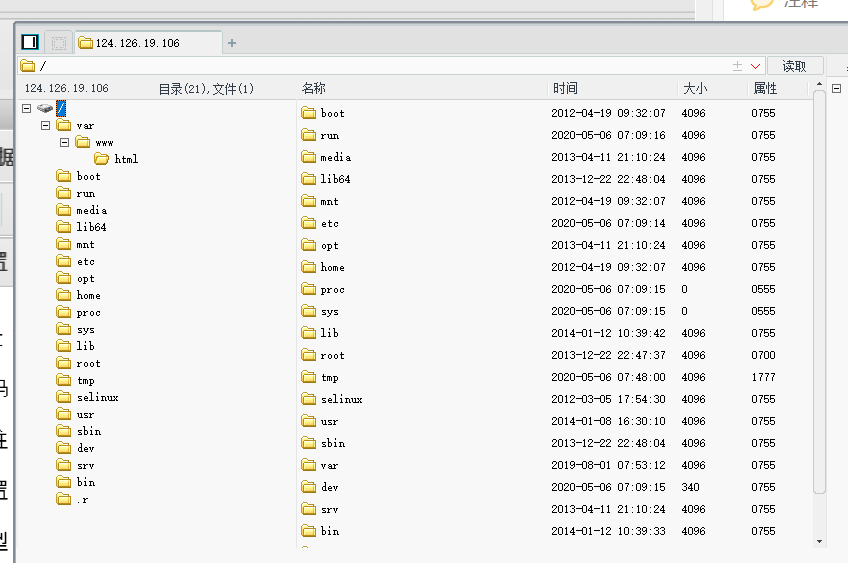 注释
124.126.19.106
/
读取
124.126.19.106 目录(21),文件(1)
名称 时间 大小 属性
/
var
www
html
boot
run
media
lib64
mnt
etc
opt
home
proc
sys
lib
root
tmp
selinux
usr
sbin
dev
srv
bin
.r
boot 2012-04-19 09:32:07 4096 0755
run 2020-05-06 07:09:16 4096 0755
media 2013-04-11 21:10:24 4096 0755
lib64 2013-12-22 22:48:04 4096 0755
mnt 2012-04-19 09:32:07 4096 0755
etc 2020-05-06 07:09:14 4096 0755
opt 2013-04-11 21:10:24 4096 0755
home 2012-04-19 09:32:07 4096 0755
proc 2020-05-06 07:09:15 0 0555
sys 2020-05-06 07:09:15 0 0555
lib 2014-01-12 10:39:42 4096 0755
root 2013-12-22 22:47:37 4096 0700
tmp 2020-05-06 07:48:00 4096 1777
selinux 2012-03-05 17:54:30 4096 0755
usr 2014-01-08 16:30:10 4096 0755
sbin 2013-12-22 22:48:04 4096 0755
var 2019-08-01 07:53:12 4096 0755
dev 2020-05-06 07:09:15 340 0755
srv 2013-04-11 21:10:24 4096 0755
bin 2014-01-12 10:39:33 4096 0755